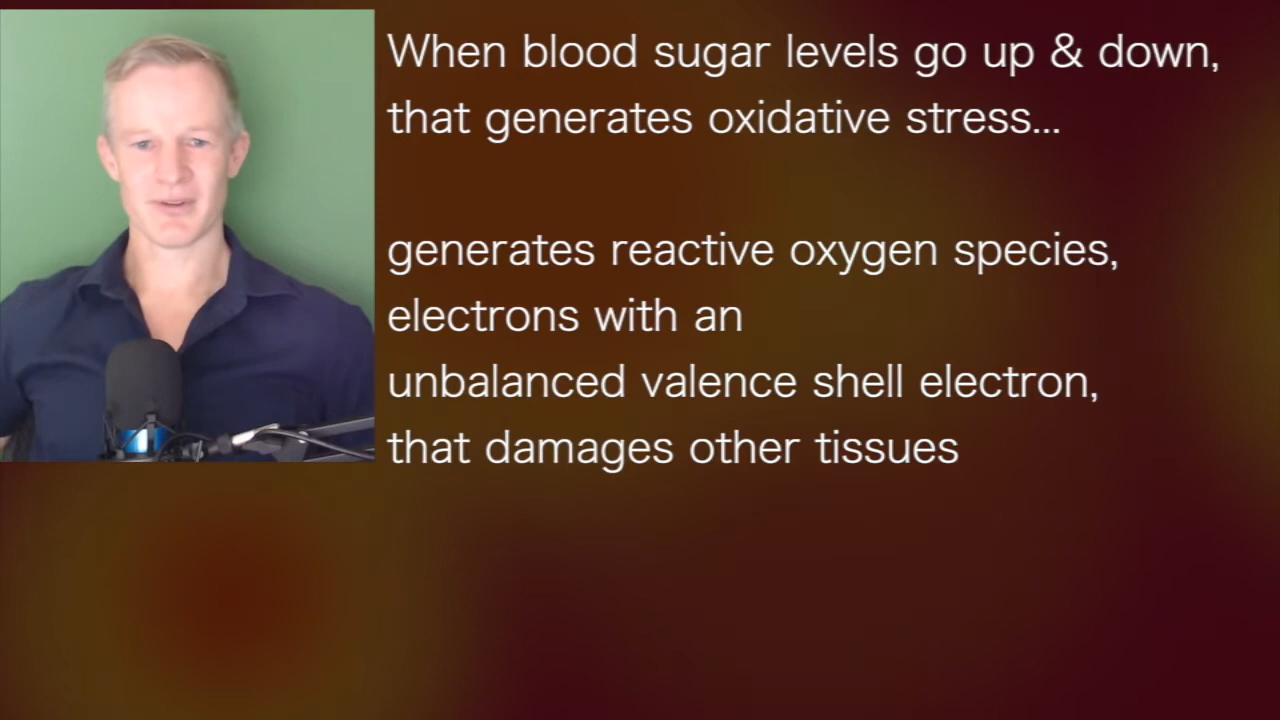 When blood sugar levels go up & down,
that generates oxidative stress...
generates reactive oxygen species,
electrons with an
unbalanced valence shell electron,
that damages other tissues